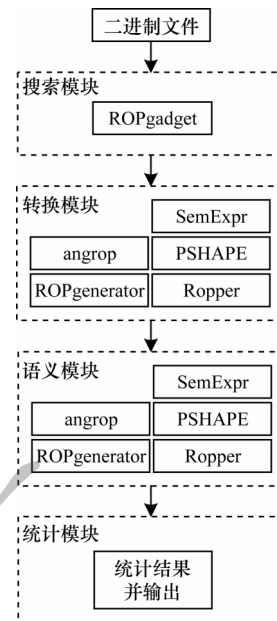 二进制文件
搜索模块
ROPgadget
转换模块
SemExpr
angrop PSHAPE
ROPgenerator Ropper
语义模块
SemExpr
angrop PSHAPE
ROPgenerator Ropper
统计模块
统计结果
并输出